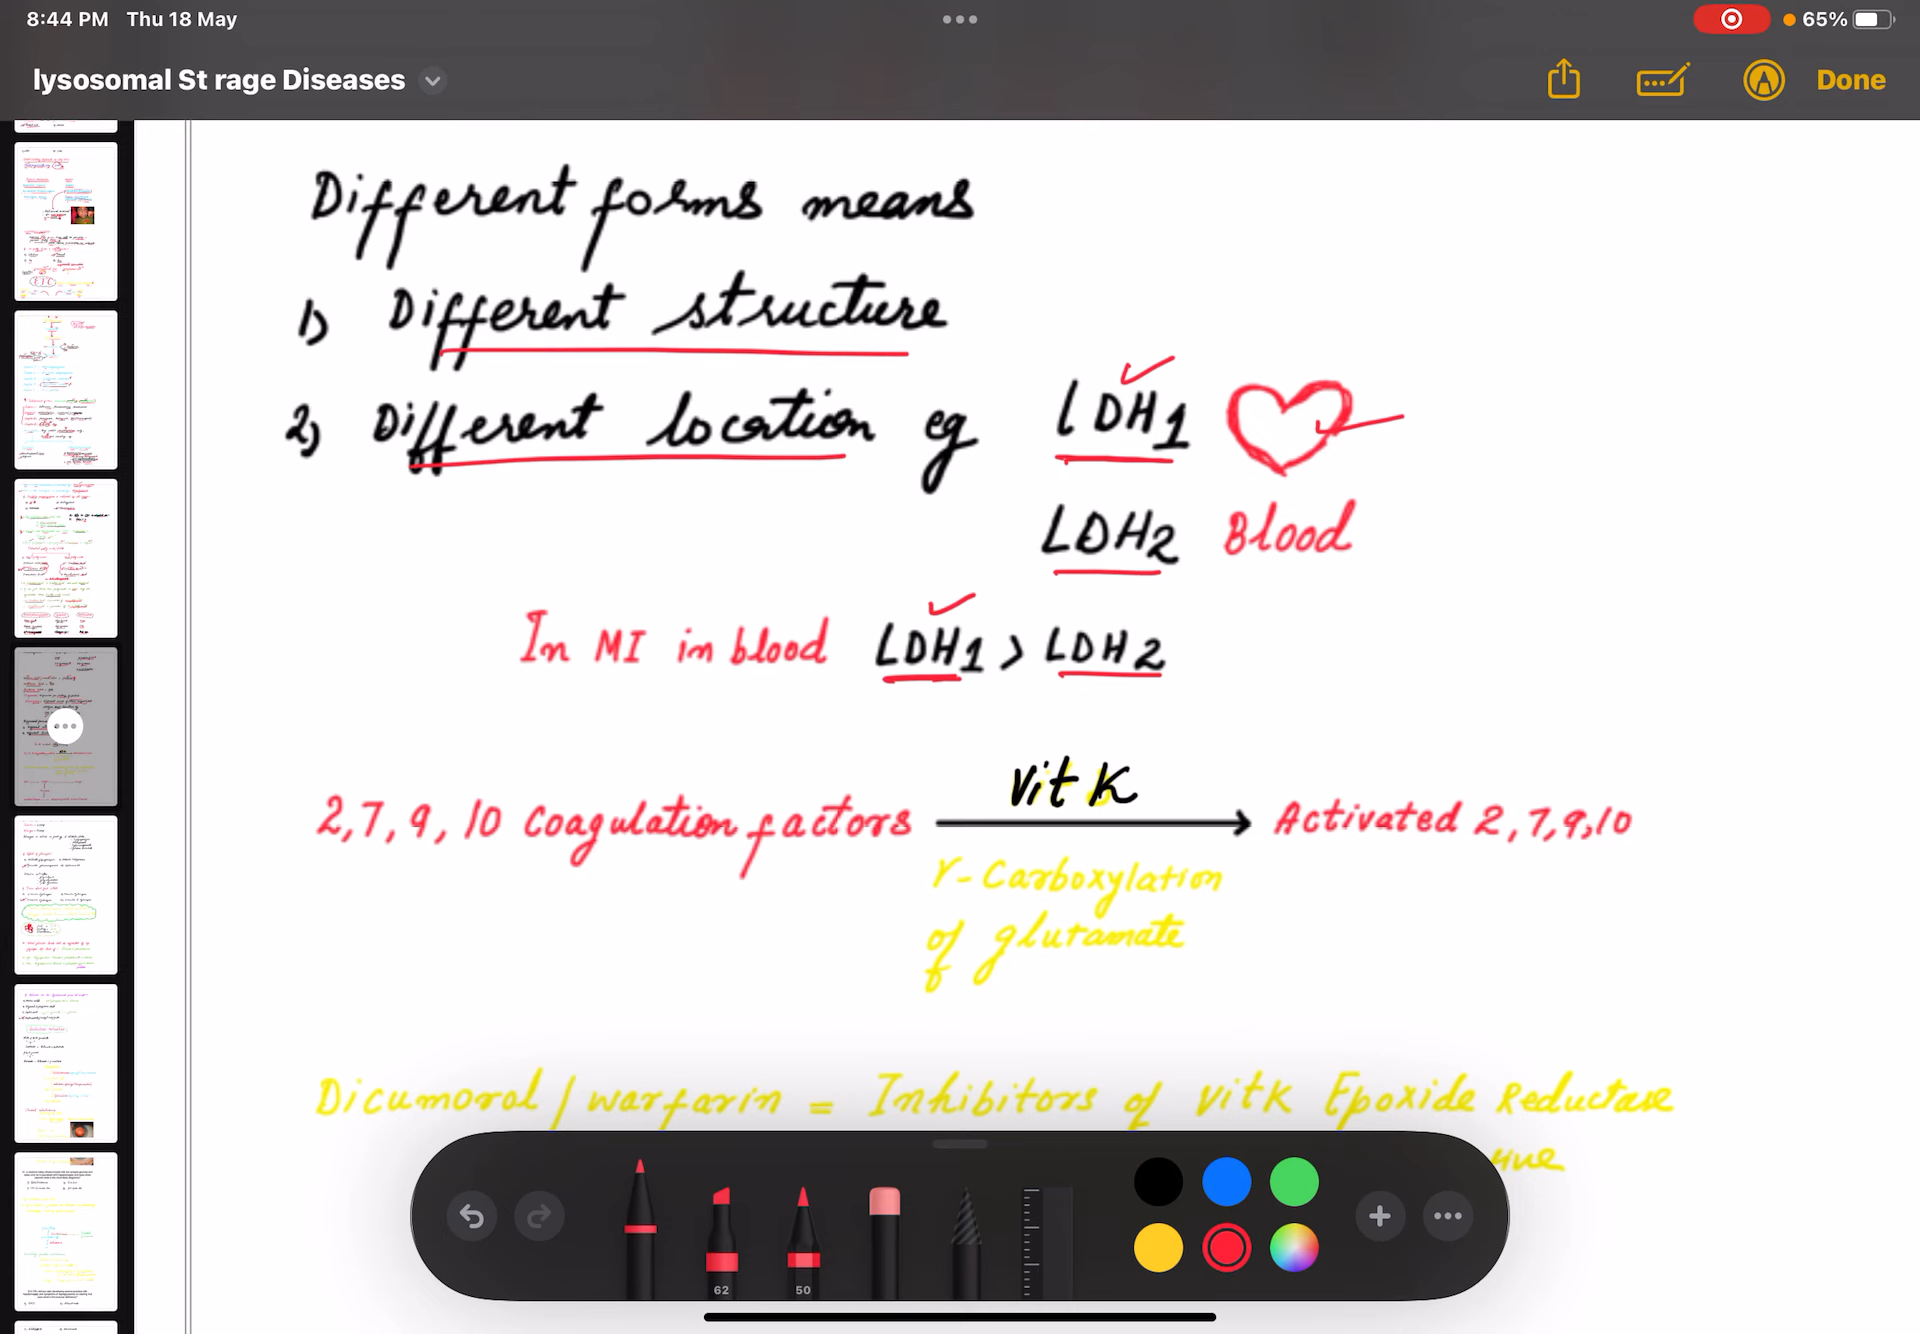 8:44 PM Thu 18 May
65%
lysosomal St rage Diseases
Done
Different forms means
1) Different structure
2) Different location eg LDH1
LDH2 Blood
In MI in blood LDH1 > LDH2
2,7,9,10 Coagulation factors Vit K Activated 2,7,9,10
γ-Carboxylation
of glutamate
Dicumorol / warfarin = Inhibitors of vitK Epoxide Reductase
62
50